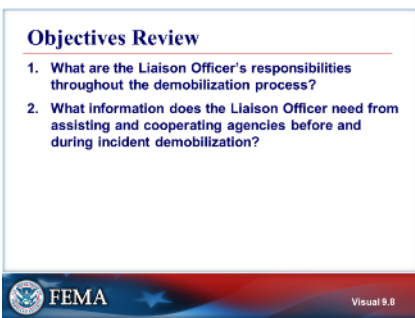 Objectives Review
1. What are the Liaison Officer's responsibilities
throughout the demobilization process?
2. What information does the Liaison Officer need from
assisting and cooperating agencies before and
during incident demobilization?
FEMA
Visual 9.8